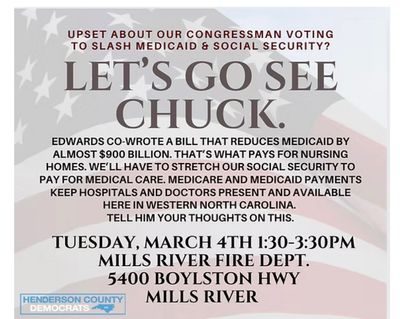 UPSET ABOUT OUR CONGRESSMAN VOTING
TO SLASH MEDICAID & SOCIAL SECURITY?
LET'S GO SEE
CHUCK.
EDWARDS CO-WROTE A BILL THAT REDUCES MEDICAID BY
ALMOST $900 BILLION. THAT'S WHAT PAYS FOR NURSING
HOMES. WE'LL HAVE TO STRETCH OUR SOCIAL SECURITY TO
PAY FOR MEDICAL CARE. MEDICARE AND MEDICAID PAYMENTS
KEEP HOSPITALS AND DOCTORS PRESENT AND AVAILABLE
HERE IN WESTERN NORTH CAROLINA.
TELL HIM YOUR THOUGHTS ON THIS.
TUESDAY, MARCH 4TH 1:30-3:30PM
MILLS RIVER FIRE DEPT.
5400 BOYLSTON HWY
MILLS RIVER
HENDERSON COUNTY
DEMOCRATS